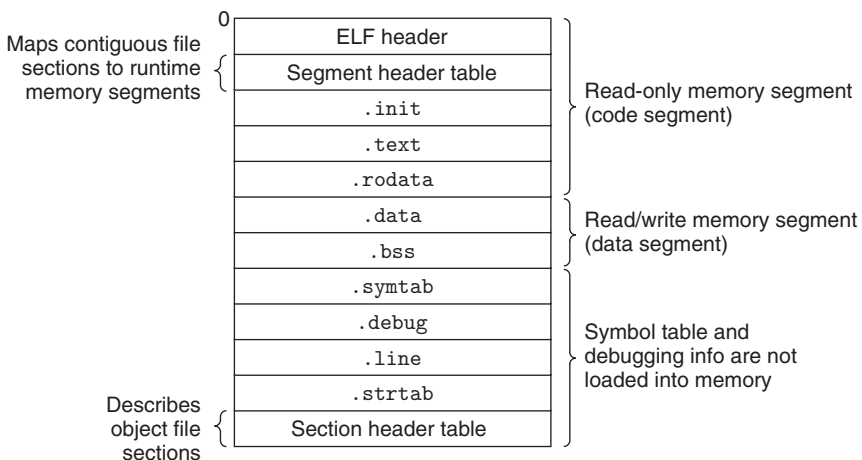 0
ELF header
Maps contiguous file
sections to runtime
memory segments
Segment header table
.init
.text
.rodata
Read-only memory segment
(code segment)
.data
.bss
Read/write memory segment
(data segment)
.symtab
.debug
.line
.strtab
Symbol table and
debugging info are not
loaded into memory
Describes
object file
sections
Section header table